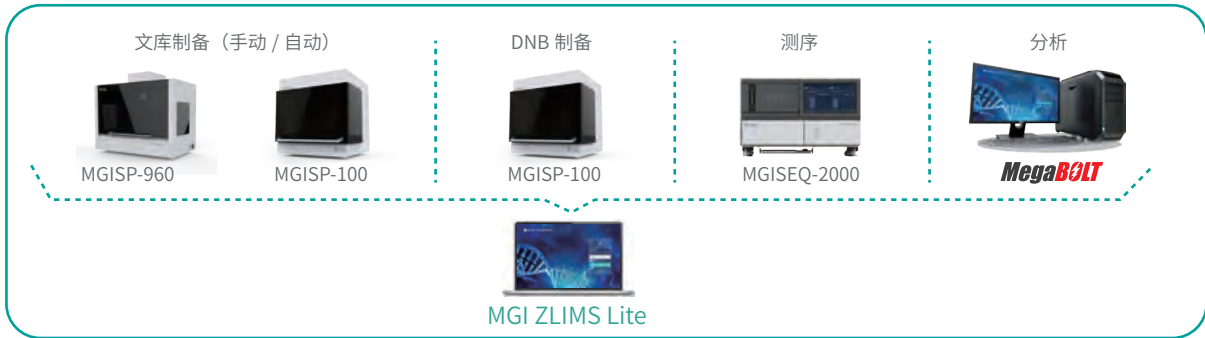 文库制备（手动 / 自动）
DNB 制备
测序
分析
MGISP-960
MGISP-100
MGISP-100
MGISEQ-2000
MegaBOLT
MGI ZLIMS Lite